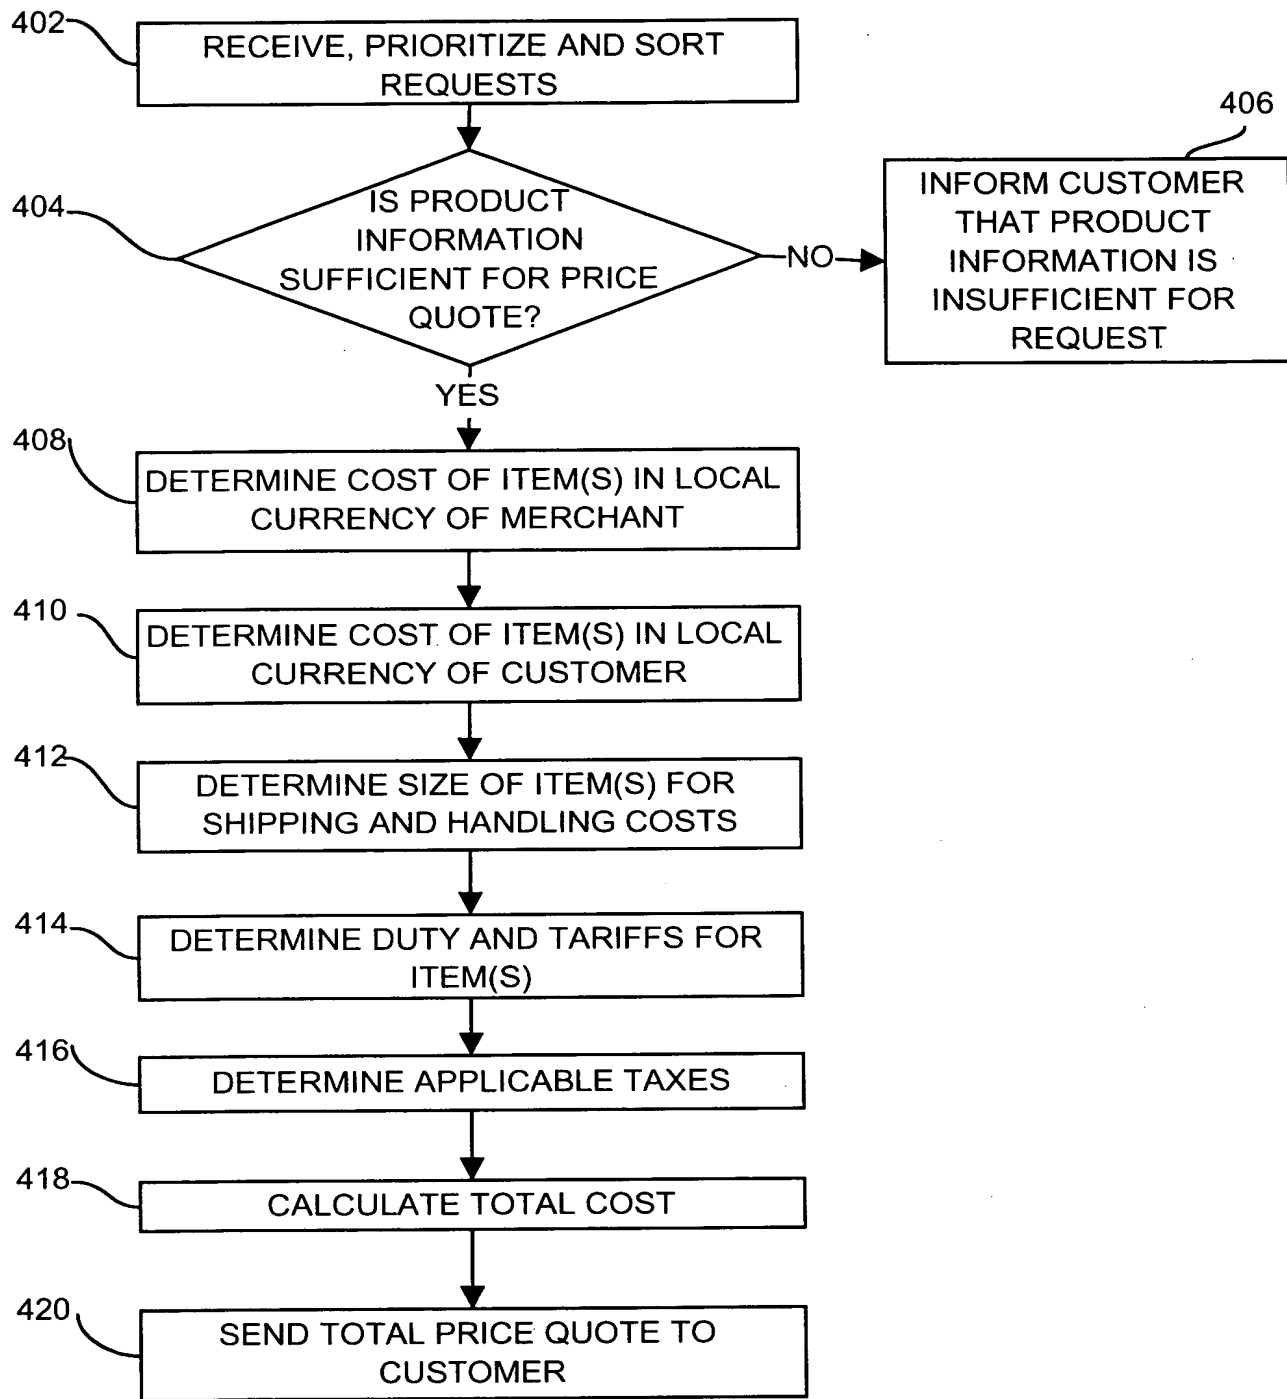 402
RECEIVE, PRIORITIZE AND SORT
REQUESTS
406
404
IS PRODUCT
INFORMATION
SUFFICIENT FOR PRICE
QUOTE?
NO
INFORM CUSTOMER
THAT PRODUCT
INFORMATION IS
INSUFFICIENT FOR
REQUEST
YES
408
DETERMINE COST OF ITEM(S) IN LOCAL
CURRENCY OF MERCHANT
410
DETERMINE COST OF ITEM(S) IN LOCAL
CURRENCY OF CUSTOMER
412
DETERMINE SIZE OF ITEM(S) FOR
SHIPPING AND HANDLING COSTS
414
DETERMINE DUTY AND TARIFFS FOR
ITEM(S)
416
DETERMINE APPLICABLE TAXES
418
CALCULATE TOTAL COST
420
SEND TOTAL PRICE QUOTE TO
CUSTOMER